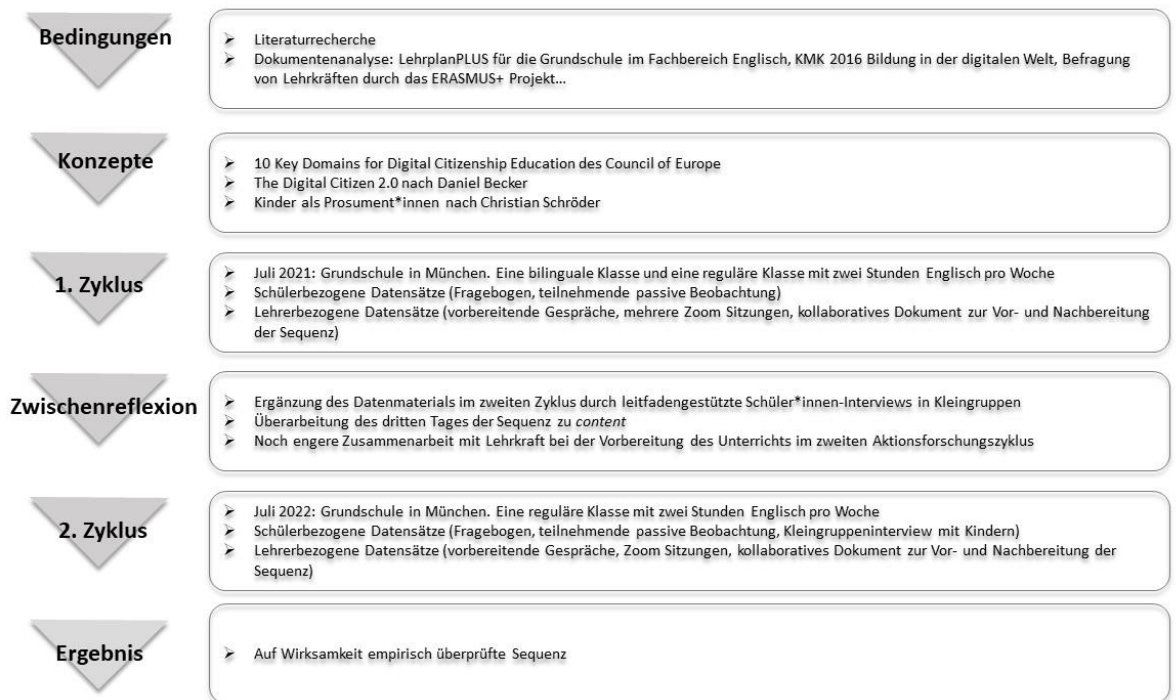 Bedingungen
➤ Literaturrecherche
➤ Dokumentenanalyse: LehrplanPLUS für die Grundschule im Fachbereich Englisch, KMK 2016 Bildung in der digitalen Welt, Befragung
von Lehrkräften durch das ERASMUS+ Projekt…
Konzepte
➤ 10 Key Domains for Digital Citizenship Education des Council of Europe
➤ The Digital Citizen 2.0 nach Daniel Becker
➤ Kinder als Prosument*innen nach Christian Schröder
1. Zyklus
➤ Juli 2021: Grundschule in München. Eine bilinguale Klasse und eine reguläre Klasse mit zwei Stunden Englisch pro Woche
➤ Schülerbezogene Datensätze (Fragebogen, teilnehmende passive Beobachtung)
➤ Lehrerbezogene Datensätze (vorbereitende Gespräche, mehrere Zoom Sitzungen, kollaboratives Dokument zur Vor- und Nachbereitung
der Sequenz)
Zwischenreflexion
➤ Ergänzung des Datenmaterials im zweiten Zyklus durch leitfadengestützte Schüler*innen-Interviews in Kleingruppen
➤ Überarbeitung des dritten Tages der Sequenz zu content
➤ Noch engere Zusammenarbeit mit Lehrkraft bei der Vorbereitung des Unterrichts im zweiten Aktionsforschungszyklus
2. Zyklus
➤ Juli 2022: Grundschule in München. Eine reguläre Klasse mit zwei Stunden Englisch pro Woche
➤ Schülerbezogene Datensätze (Fragebogen, teilnehmende passive Beobachtung, Kleingruppeninterview mit Kindern)
➤ Lehrerbezogene Datensätze (vorbereitende Gespräche, Zoom Sitzungen, kollaboratives Dokument zur Vor- und Nachbereitung der
Sequenz)
Ergebnis
➤ Auf Wirksamkeit empirisch überprüfte Sequenz